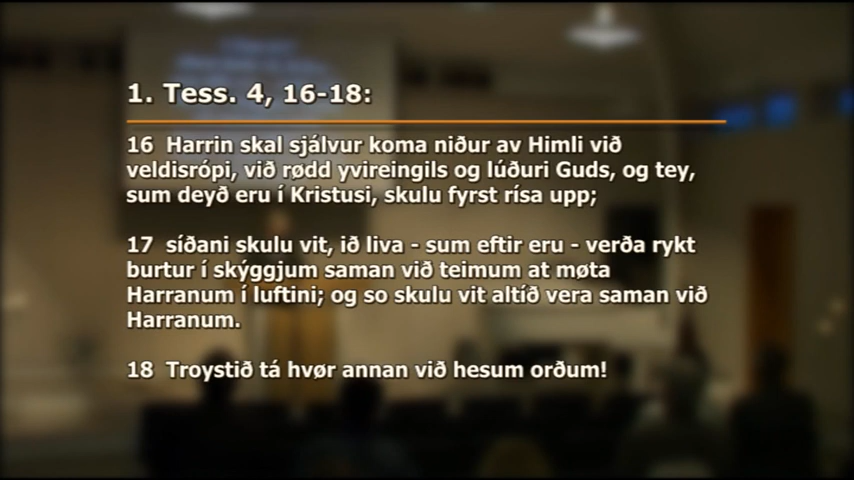 1. Tess. 4, 16-18:
16 Harrin skal sjálvur koma niður av Himli við
veldisrópi, við rødd yvireingils og lúðuri Guds, og tey,
sum deyð eru í Kristusi, skulu fyrst rísa upp;
17 síðani skulu vit, ið liva - sum eftir eru - verða rykt
burtur í skýggjum saman við teimum at møta
Harranum í luftini; og so skulu vit altíð vera saman við
Harranum.
18 Troystið tá hvør annan við hesum orðum!